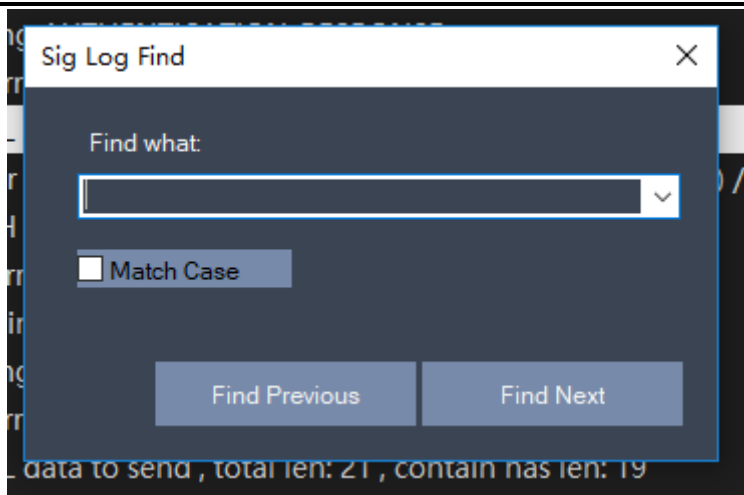 Sig Log Find
Find what:
Match Case
Find Previous
Find Next
data to send , total len: 21 , contain nas len: 19